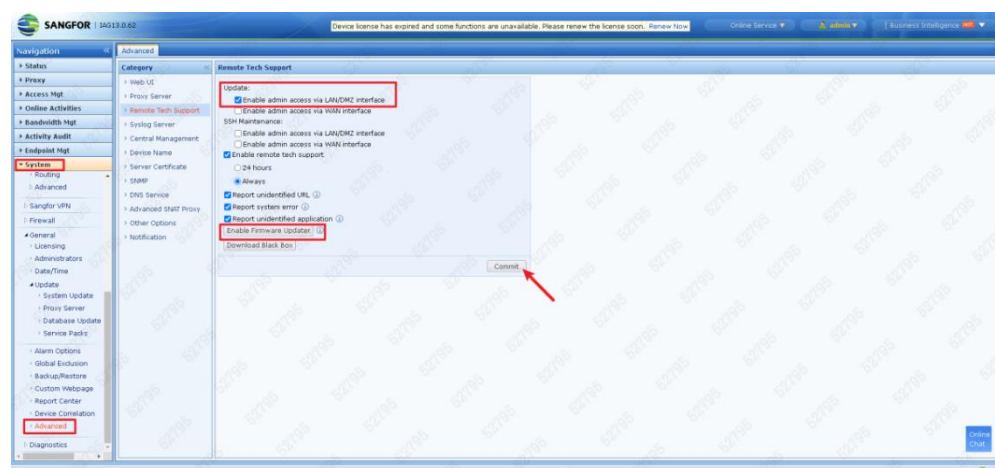 SANGFOR | IAG13.0.62
Device license has expired and some functions are unavailable. Please renew the license soon. Renew Now
Online Service
admin
Business Intelligence
Navigation
Status
Proxy
Access Mgt
Online Activities
Bandwidth Mgt
Activity Audit
Endpoint Mgt
System
Routing
Advanced
Sangfor VPN
Firewall
General
Licensing
Administrators
Date/Time
Update
System Update
Proxy Server
Database Update
Service Packs
Alarm Options
Global Exclusion
Backup/Restore
Custom Webpage
Report Center
Device Correlation
Advanced
Diagnostics
Advanced
Category
Web UI
Proxy Server
Remote Tech Support
Syslog Server
Central Management
Device Name
Server Certificate
SNMP
DNS Service
Advanced SNAT Proxy
Other Options
Notification
Remote Tech Support
Update:
Enable admin access via LAN/DMZ interface
Enable admin access via WAN interface
SSH Maintenance:
Enable admin access via LAN/DMZ interface
Enable admin access via WAN interface
Enable remote tech support
24 hours
Always
Report unidentified URL
Report system error
Report unidentified application
Enable Firmware Updater
Download Black Box
Commit
Online
Chat
52795